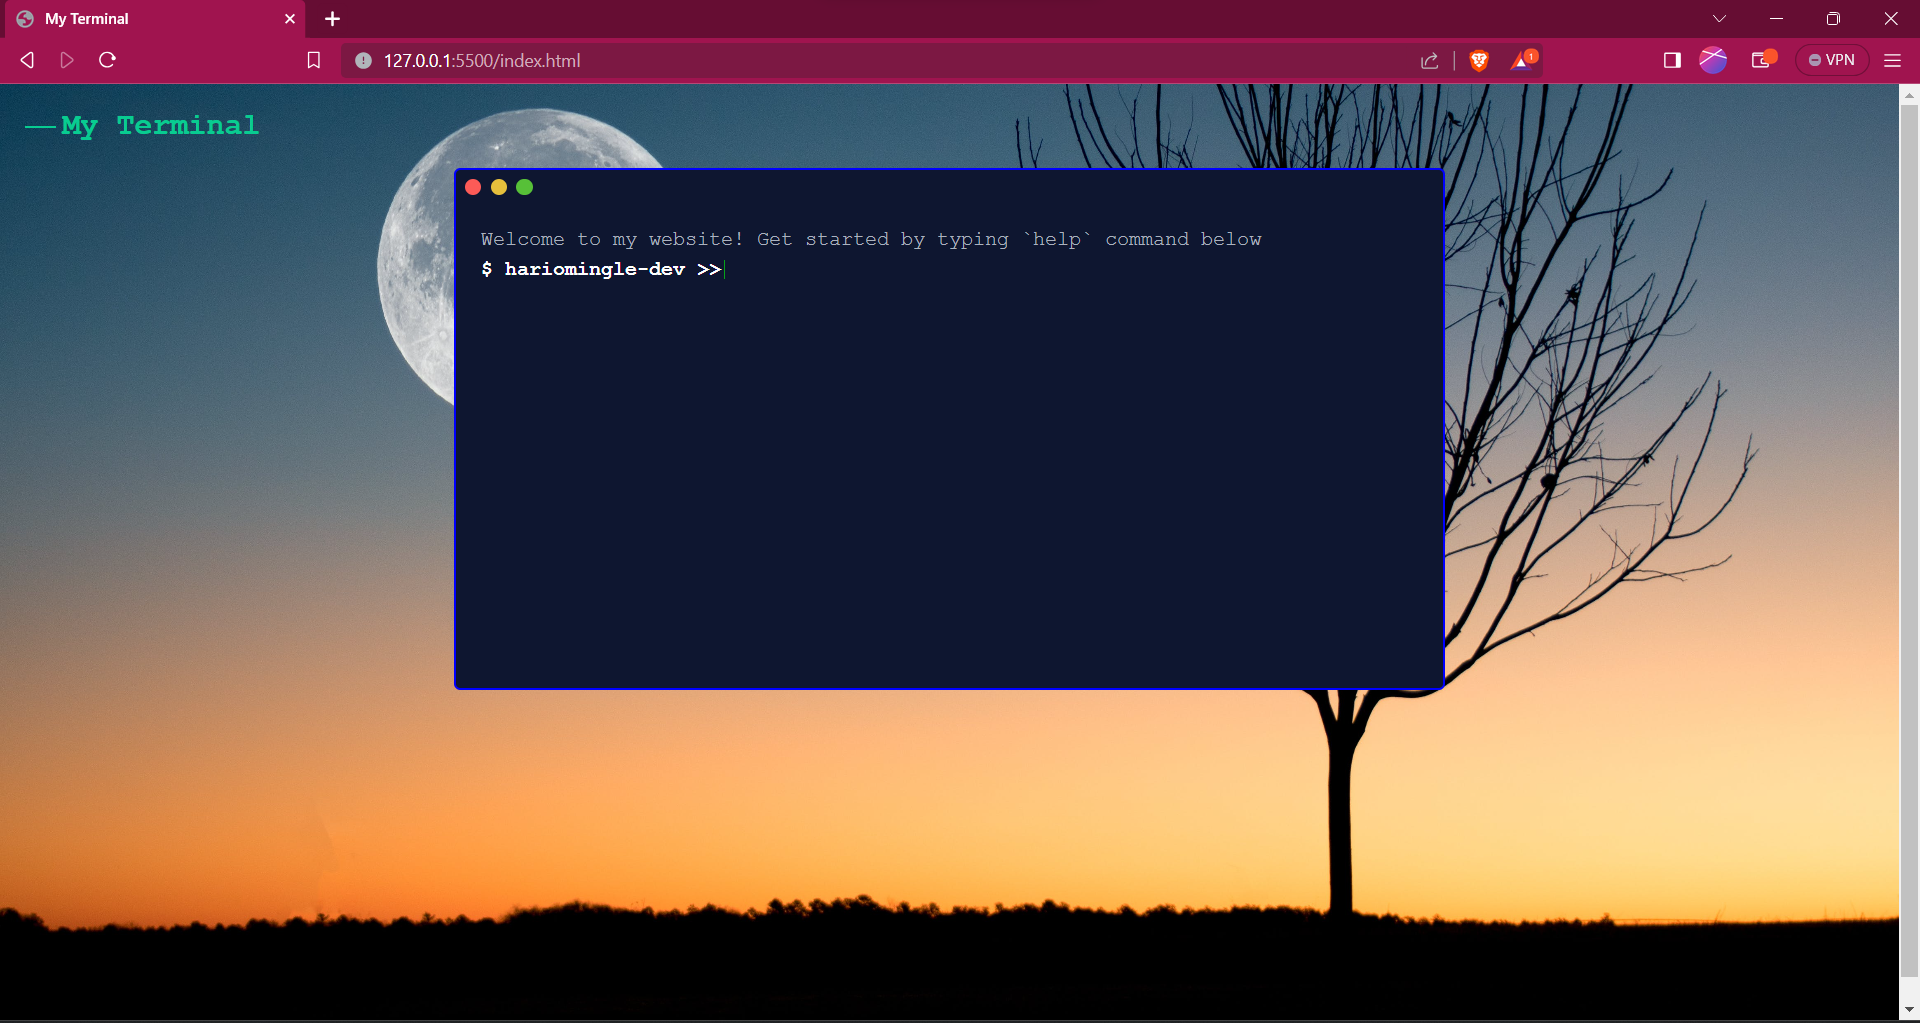 My Terminal
127.0.0.1:5500/index.html
1
VPN
—My Terminal
Welcome to my website! Get started by typing `help` command below
$ hariomingle-dev >>